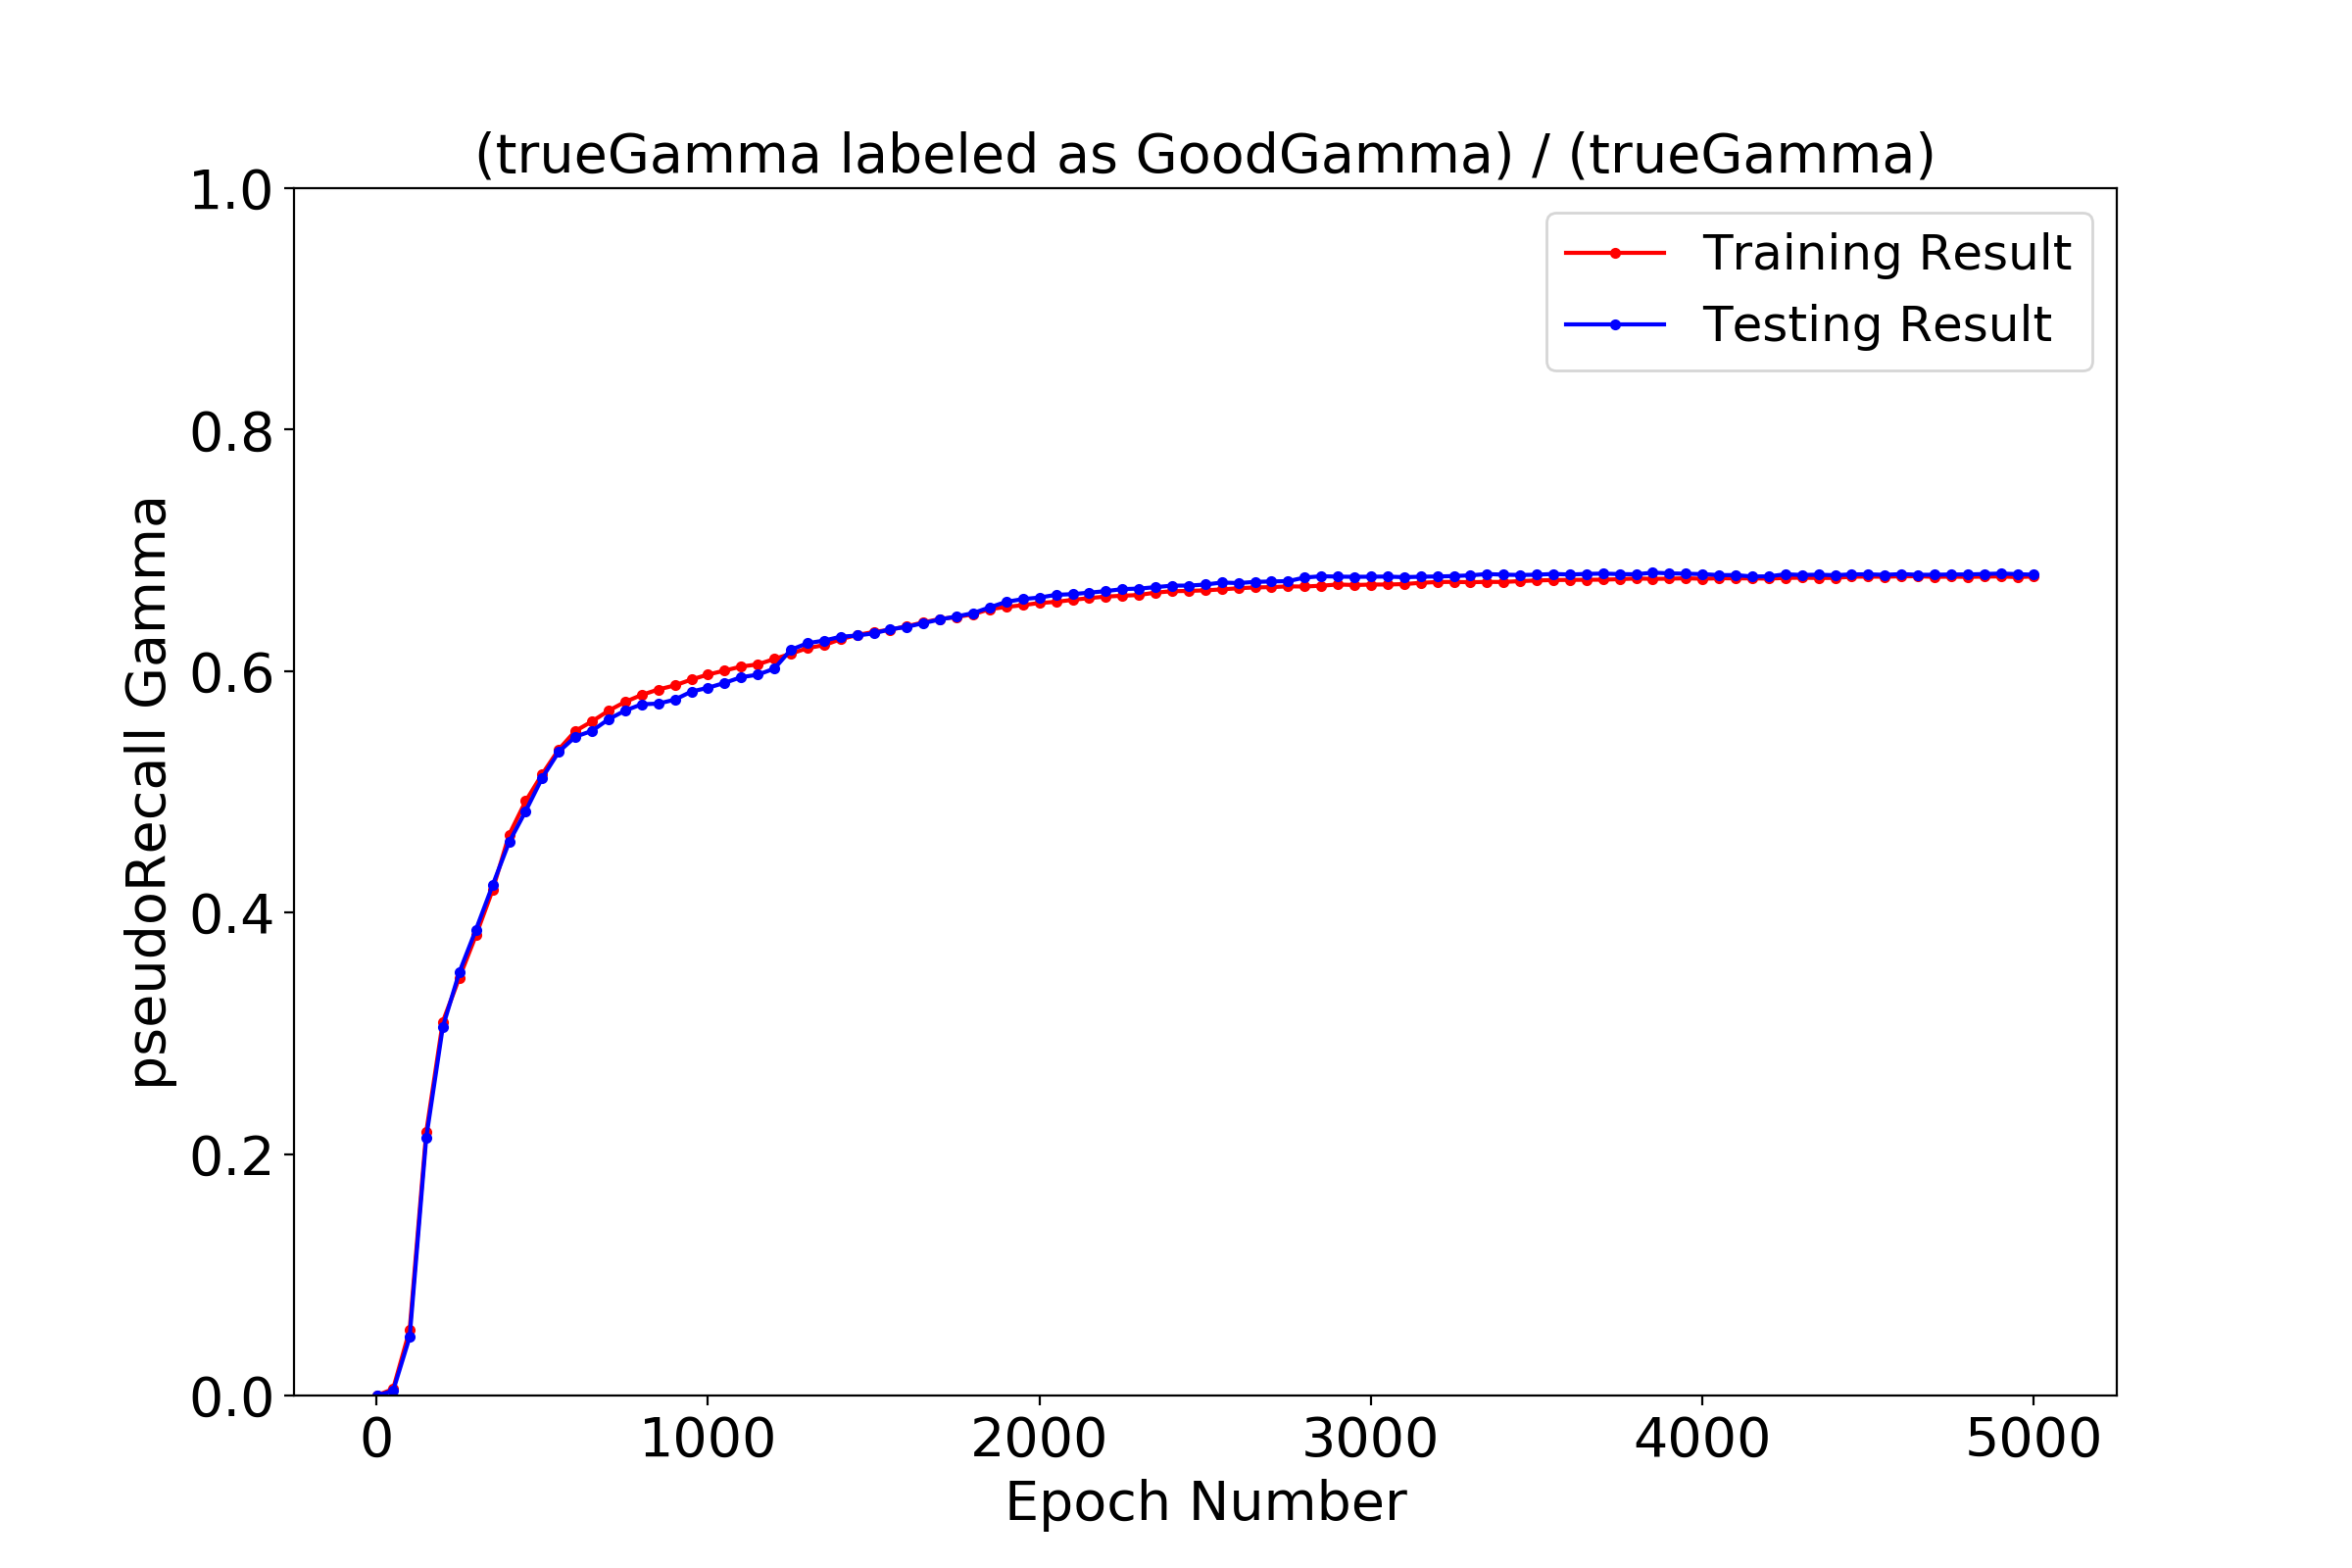 (trueGamma labeled as GoodGamma) / (trueGamma)
1.0
0.8
0.6
0.4
0.2
0.0
pseudoRecall Gamma
Training Result
Testing Result
0 1000 2000 3000 4000 5000
Epoch Number